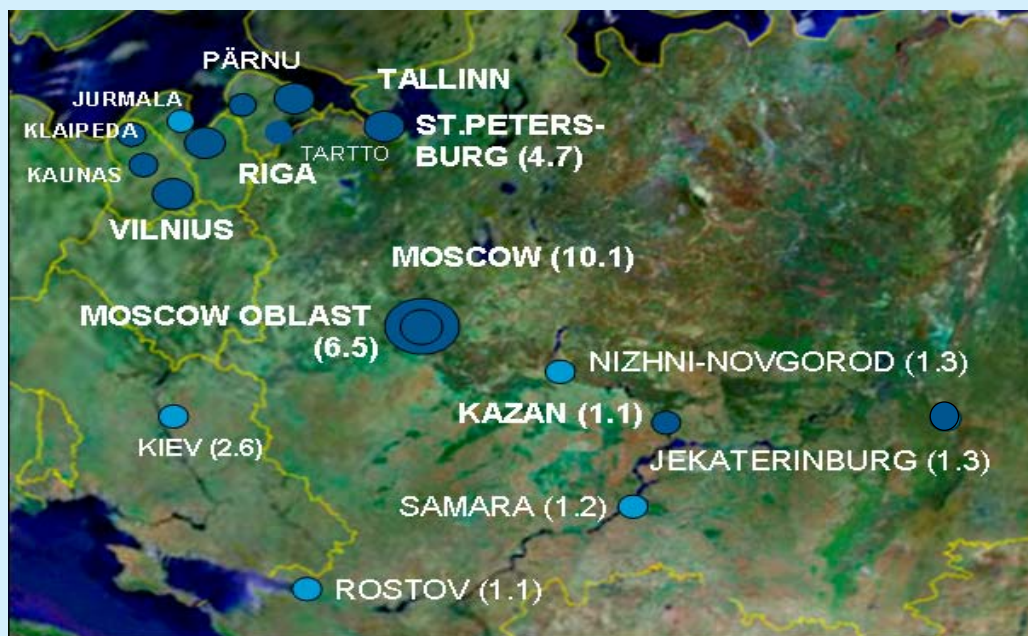 PÄRNU
TALLINN
JURMALA
ST.PETERS-
BURG (4.7)
KLAIPEDA
TARTTO
KAUNAS
RIGA
VILNIUS
MOSCOW (10.1)
MOSCOW OBLAST
(6.5)
NIZHNI-NOVGOROD (1.3)
KAZAN (1.1)
KIEV (2.6)
JEKATERINBURG (1.3)
SAMARA (1.2)
ROSTOV (1.1)